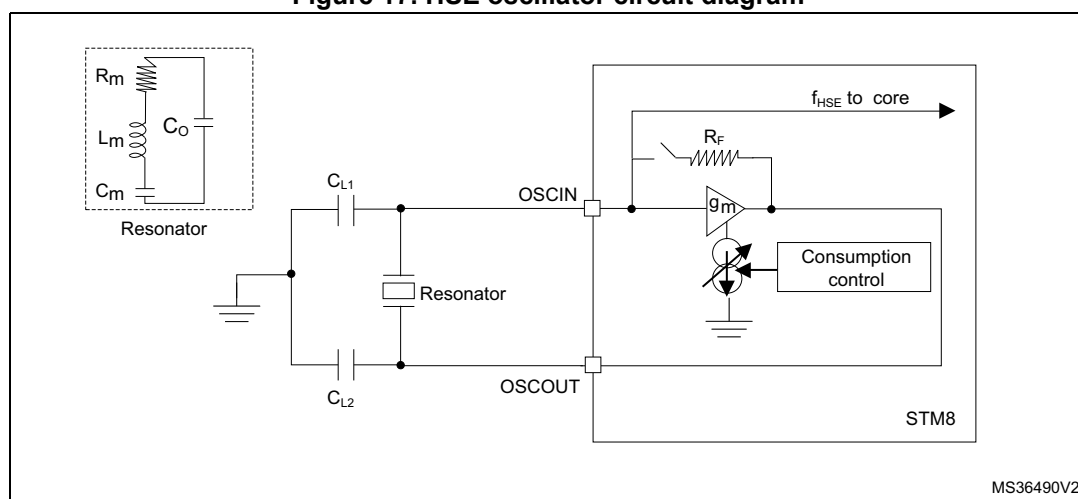 Figure 17. HSE oscillator circuit diagram
Rm
Lm
CO
Cm
Resonator
CL1
CL2
Resonator
OSCIN
OSCOUT
fHSE to core
RF
gm
Consumption
control
STM8
MS36490V2